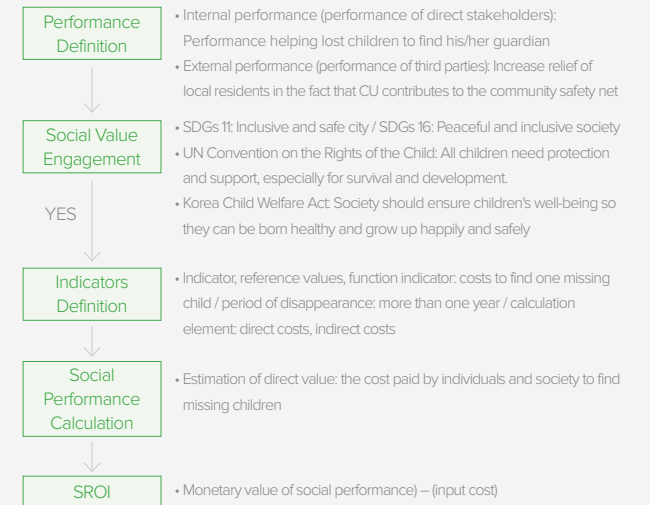 Performance
Definition
• Internal performance (performance of direct stakeholders):
Performance helping lost children to find his/her guardian
• External performance (performance of third parties): Increase relief of
local residents in the fact that CU contributes to the community safety net
Social Value
Engagement
• SDGs 11: Inclusive and safe city / SDGs 16: Peaceful and inclusive society
• UN Convention on the Rights of the Child: All children need protection
and support, especially for survival and development.
• Korea Child Welfare Act: Society should ensure children's well-being so
they can be born healthy and grow up happily and safely
YES
Indicators
Definition
• Indicator, reference values, function indicator: costs to find one missing
child / period of disappearance: more than one year / calculation
element: direct costs, indirect costs
Social
Performance
Calculation
• Estimation of direct value: the cost paid by individuals and society to find
missing children
SROI
• Monetary value of social performance) – (input cost)